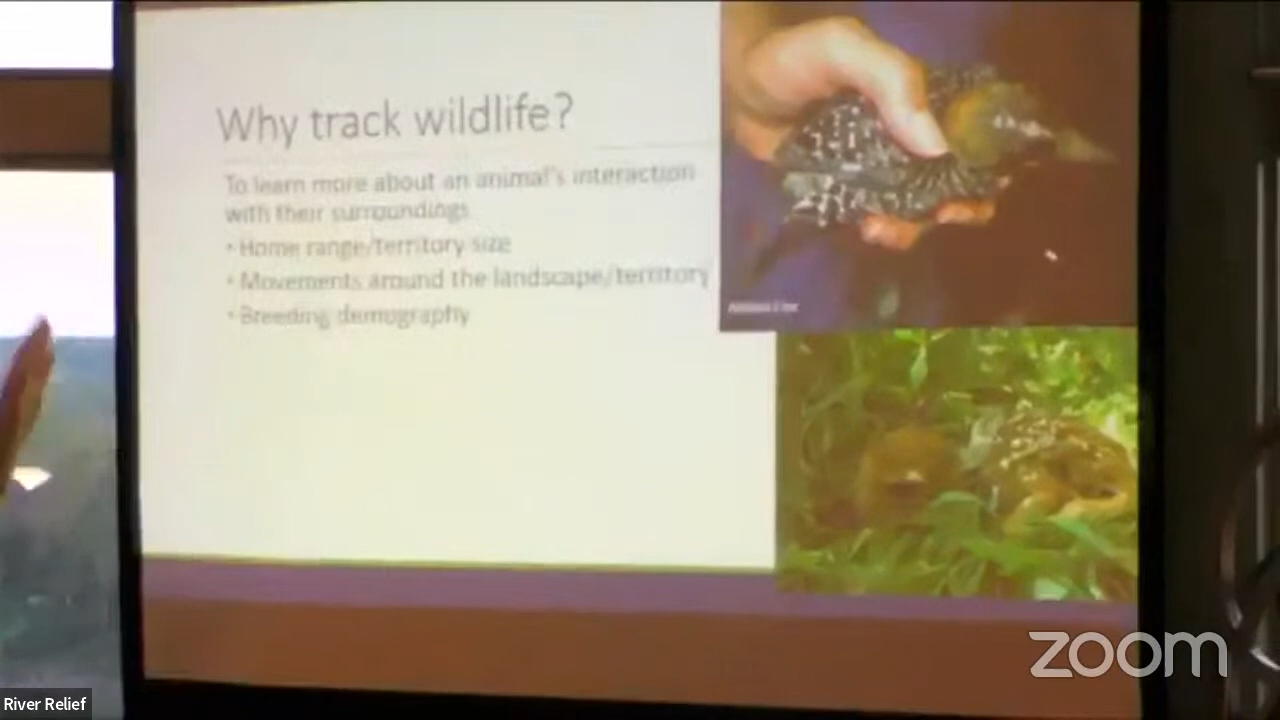 Why track wildlife?
To learn more about an animal's interaction
with their surroundings
• Home range/territory size
• Movements around the landscape/territory
• Breeding demography
zoom
River Relief